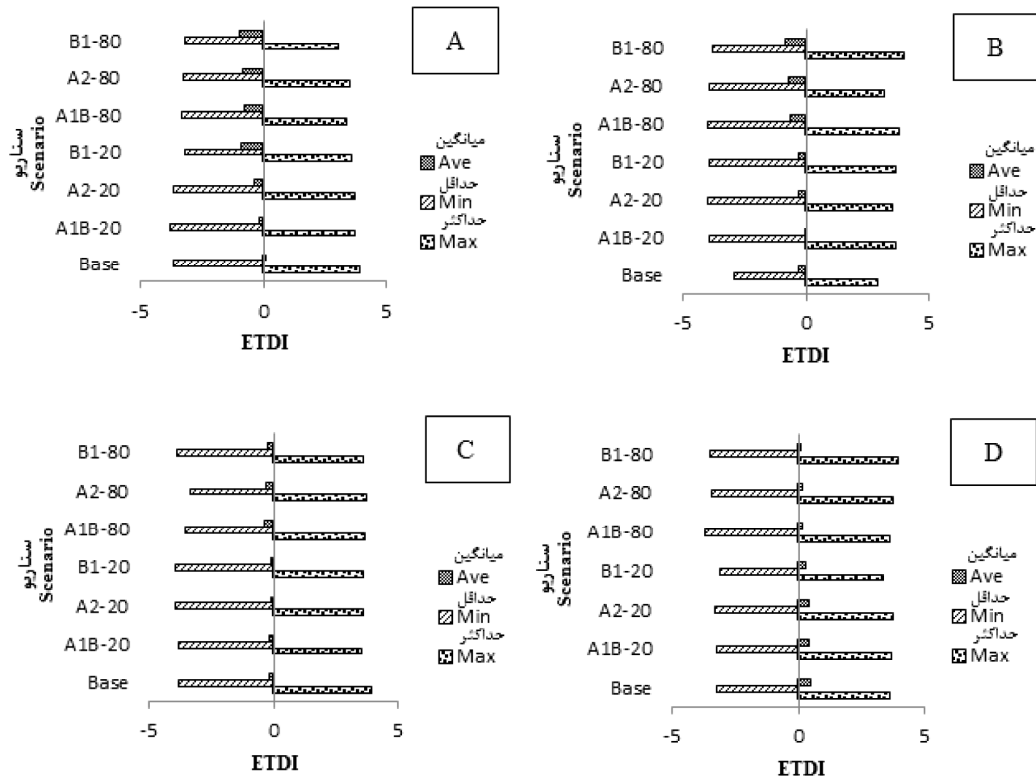 A
B1-80
A2-80
A1B-80
B1-20
A2-20
A1B-20
Base
سناریو
Scenario
-5 0 5
ETDI
میانگین
Ave
حداقل
Min
حداکثر
Max
B
B1-80
A2-80
A1B-80
B1-20
A2-20
A1B-20
Base
سناریو
Scenario
-5 0 5
ETDI
میانگین
Ave
حداقل
Min
حداکثر
Max
C
B1-80
A2-80
A1B-80
B1-20
A2-20
A1B-20
Base
سناریو
Scenario
-5 0 5
ETDI
میانگین
Ave
حداقل
Min
حداکثر
Max
D
B1-80
A2-80
A1B-80
B1-20
A2-20
A1B-20
Base
سناریو
Scenario
-5 0 5
ETDI
میانگین
Ave
حداقل
Min
حداکثر
Max